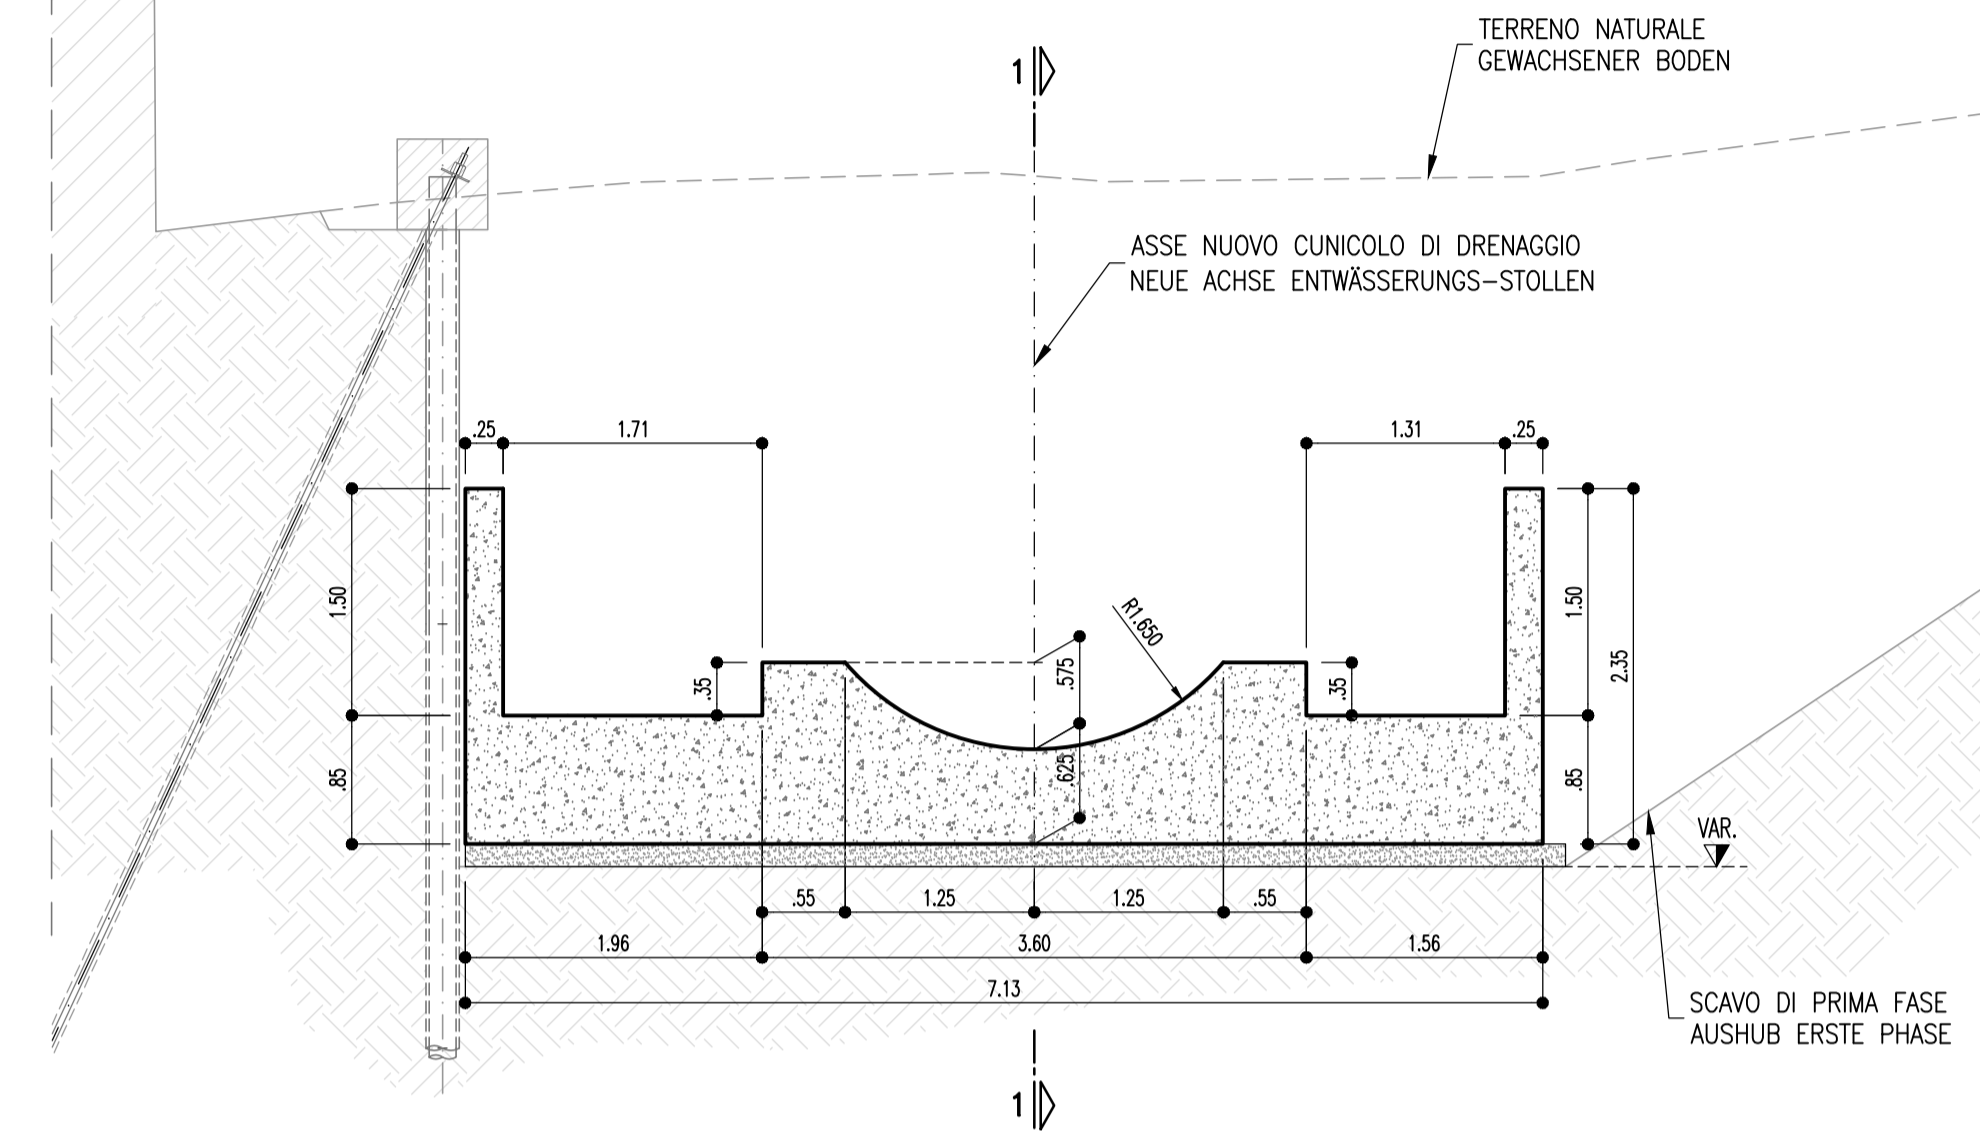 TERRENO NATURALE
GEWACHSENER BODEN
1
ASSE NUOVO CUNICOLO DI DRENAGGIO
NEUE ACHSE ENTWÄSSERUNGS-STOLLEN
.25
1.71
1.31
.25
1.50
.35
R1.650
.575
.35
1.50
2.35
.85
.625
.85
VAR.
.55
1.25
1.25
.55
1.96
3.60
1.56
7.13
SCAVO DI PRIMA FASE
AUSHUB ERSTE PHASE
1